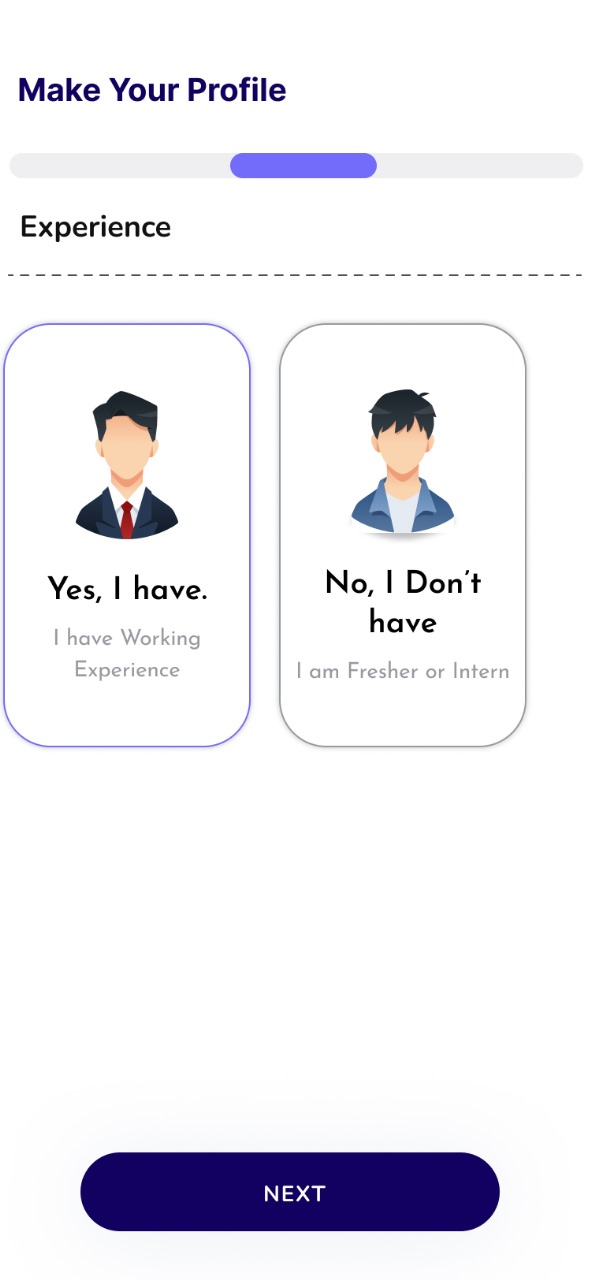 Make Your Profile
Experience
Yes, I have.
I have Working
Experience
No, I Don’t
have
I am Fresher or Intern
NEXT